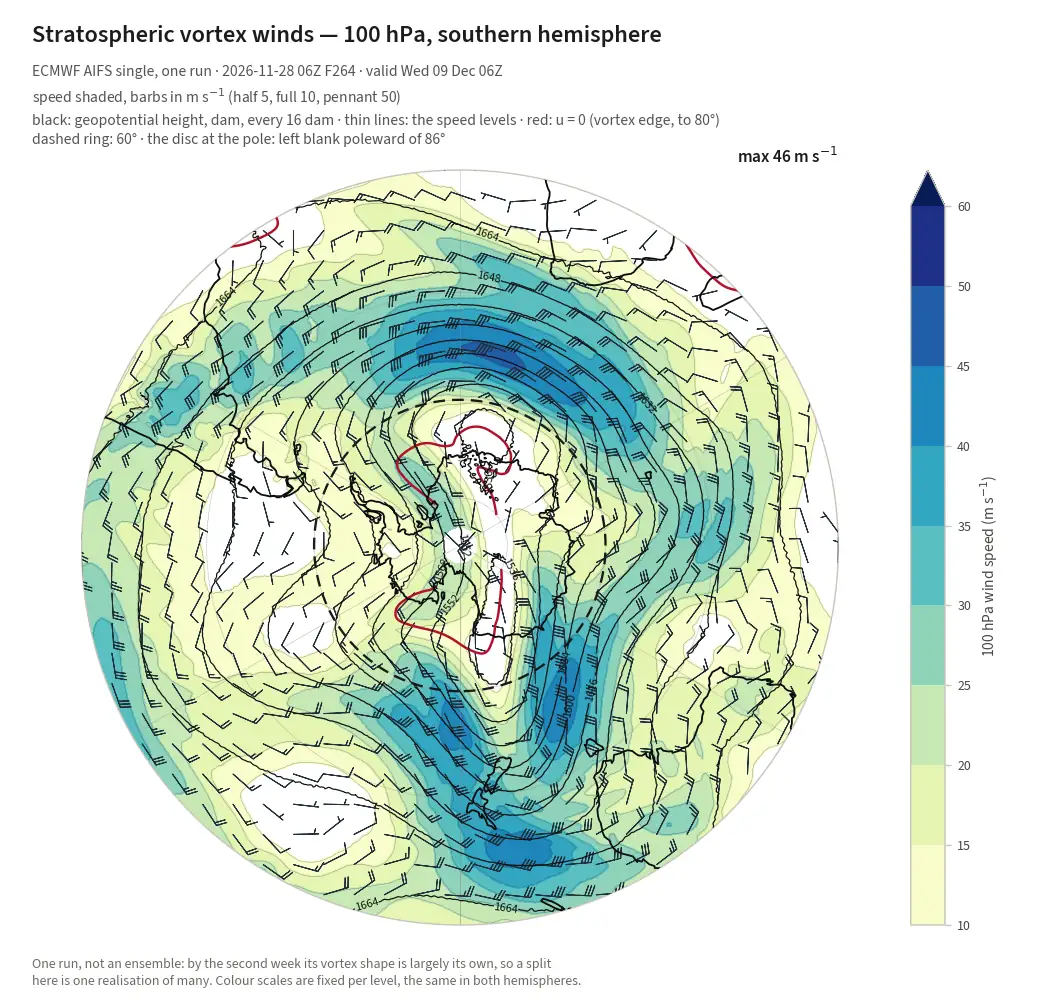 Stratospheric vortex winds — 100 hPa, southern hemisphere
ECMWF AIFS single, one run · 2026-11-28 06Z F264 · valid Wed 09 Dec 06Z
speed shaded, barbs in m s⁻¹ (half 5, full 10, pennant 50)
black: geopotential height, dam, every 16 dam · thin lines: the speed levels · red: u = 0 (vortex edge, to 80°)
dashed ring: 60° · the disc at the pole: left blank poleward of 86°
max 46 m s⁻¹
60
50
45
40
35
30
25
20
15
10
100 hPa wind speed (m s⁻¹)
1664
1648
1664
1552
1536
1600
1664
1664
One run, not an ensemble: by the second week its vortex shape is largely its own, so a split
here is one realisation of many. Colour scales are fixed per level, the same in both hemispheres.